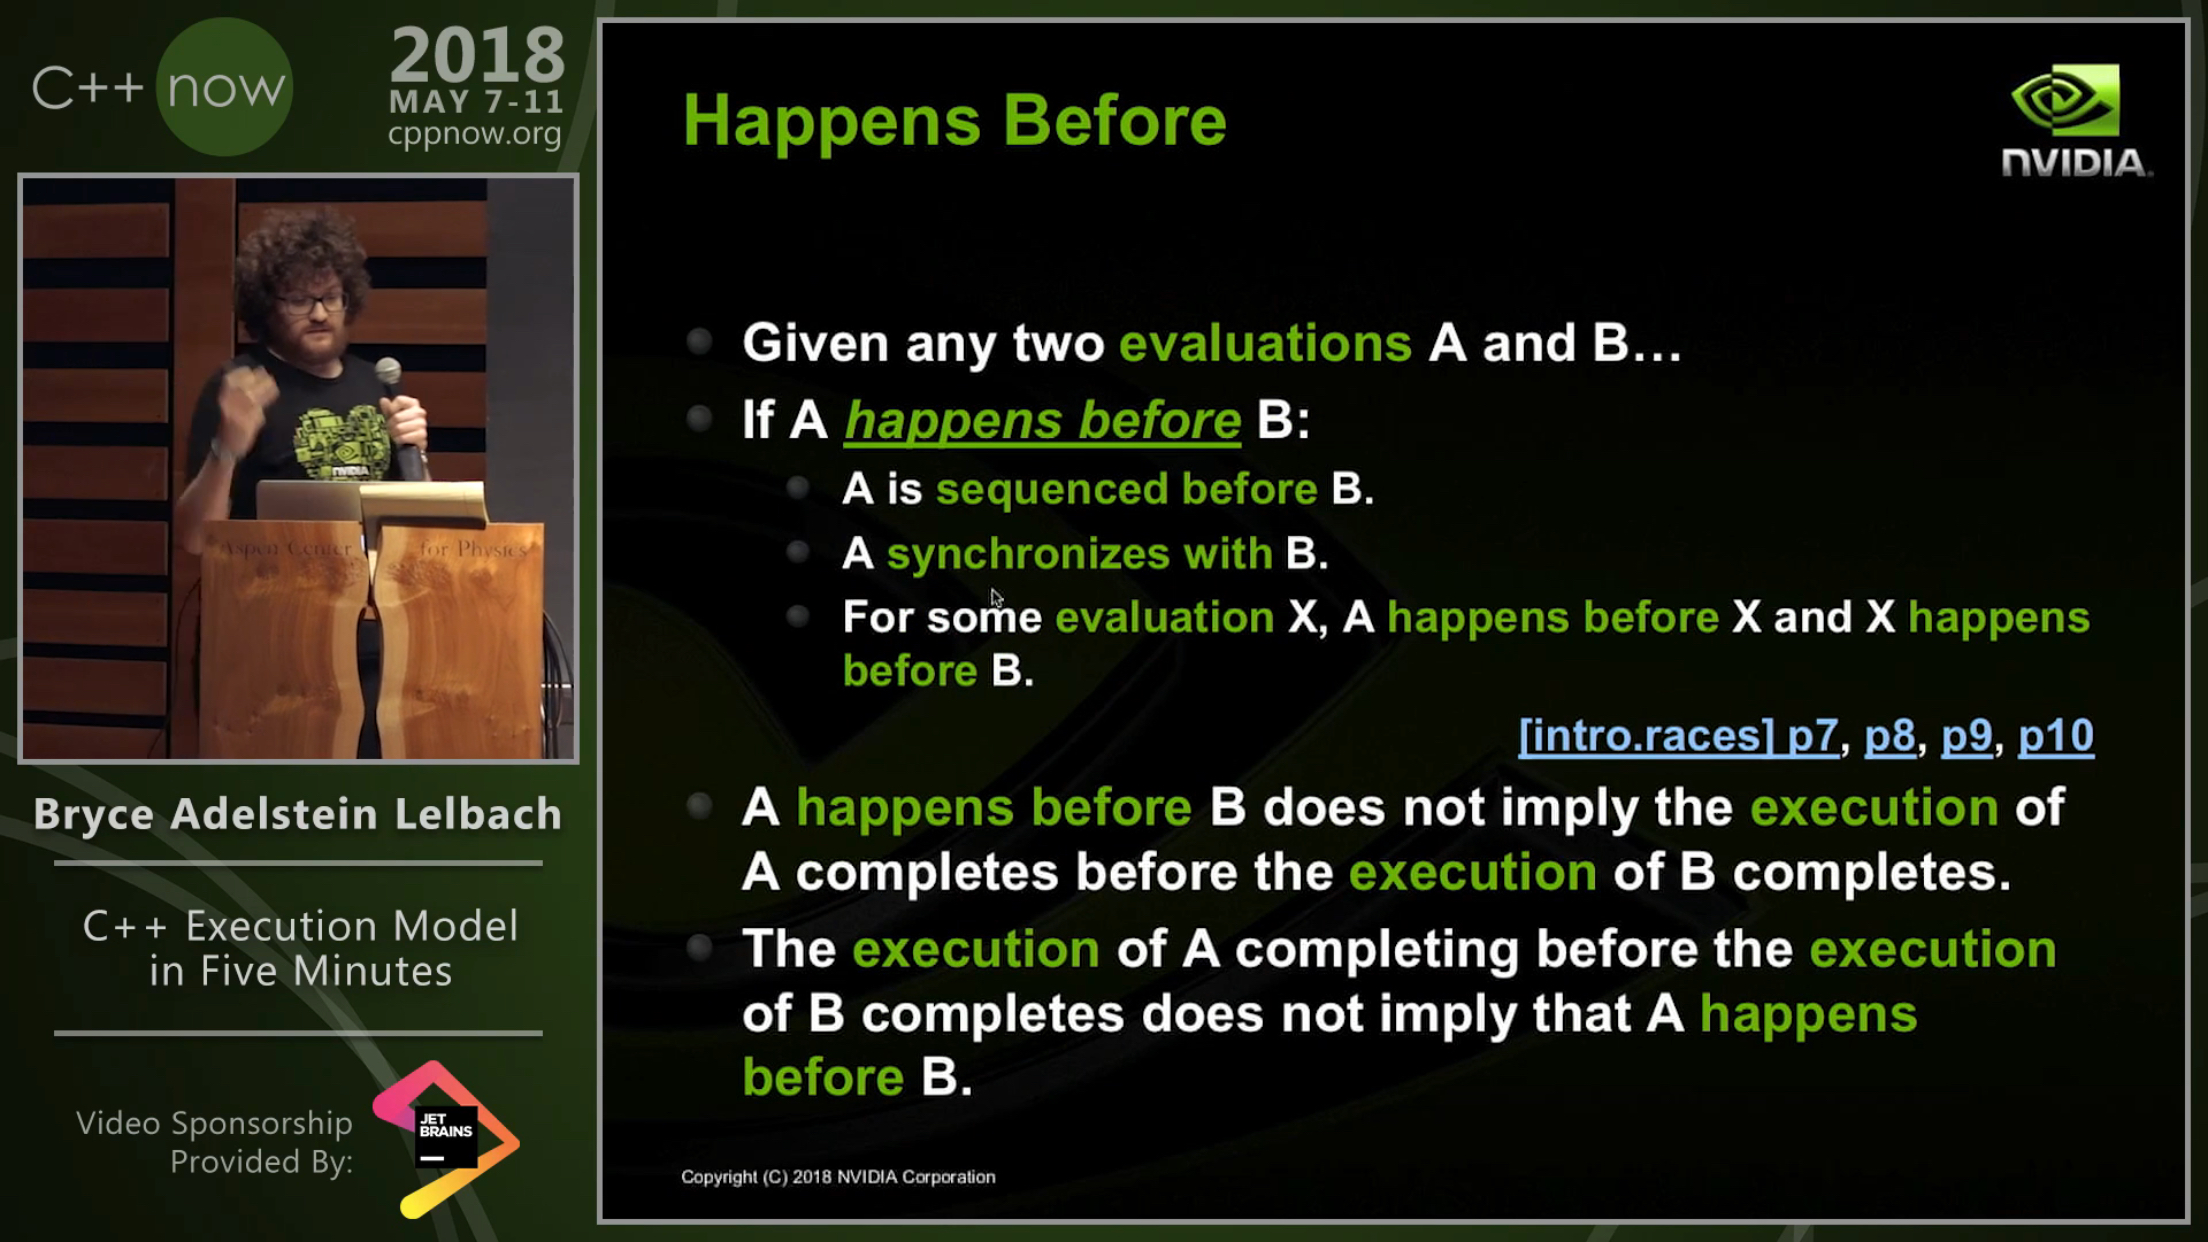 C++ now
2018
MAY 7-11
cppnow.org
NVIDIA
Aspen Center for Physics
Bryce Adelstein Lelbach
C++ Execution Model
in Five Minutes
Video Sponsorship
Provided By:
JET
BRAINS
Happens Before
NVIDIA
Given any two evaluations A and B…
If A happens before B:
A is sequenced before B.
A synchronizes with B.
For some evaluation X, A happens before X and X happens
before B.
[intro.races] p7, p8, p9, p10
A happens before B does not imply the execution of
A completes before the execution of B completes.
The execution of A completing before the execution
of B completes does not imply that A happens
before B.
Copyright (C) 2018 NVIDIA Corporation